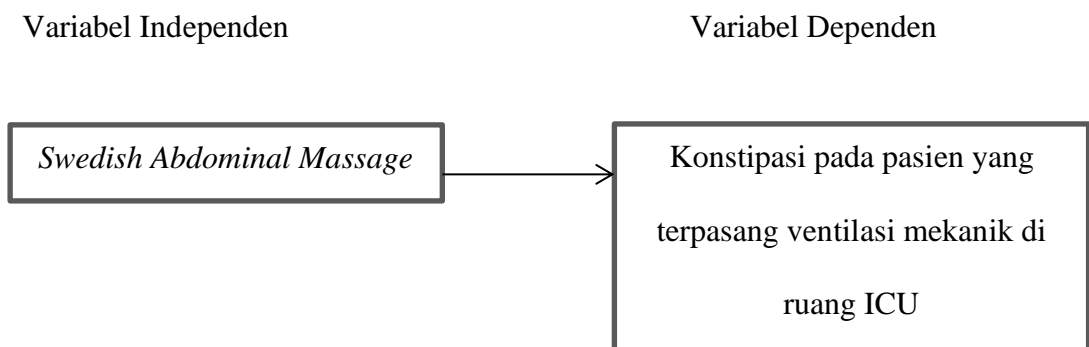 Variabel Independen
Variabel Dependen
Swedish Abdominal Massage
Konstipasi pada pasien yang
terpasang ventilasi mekanik di
ruang ICU